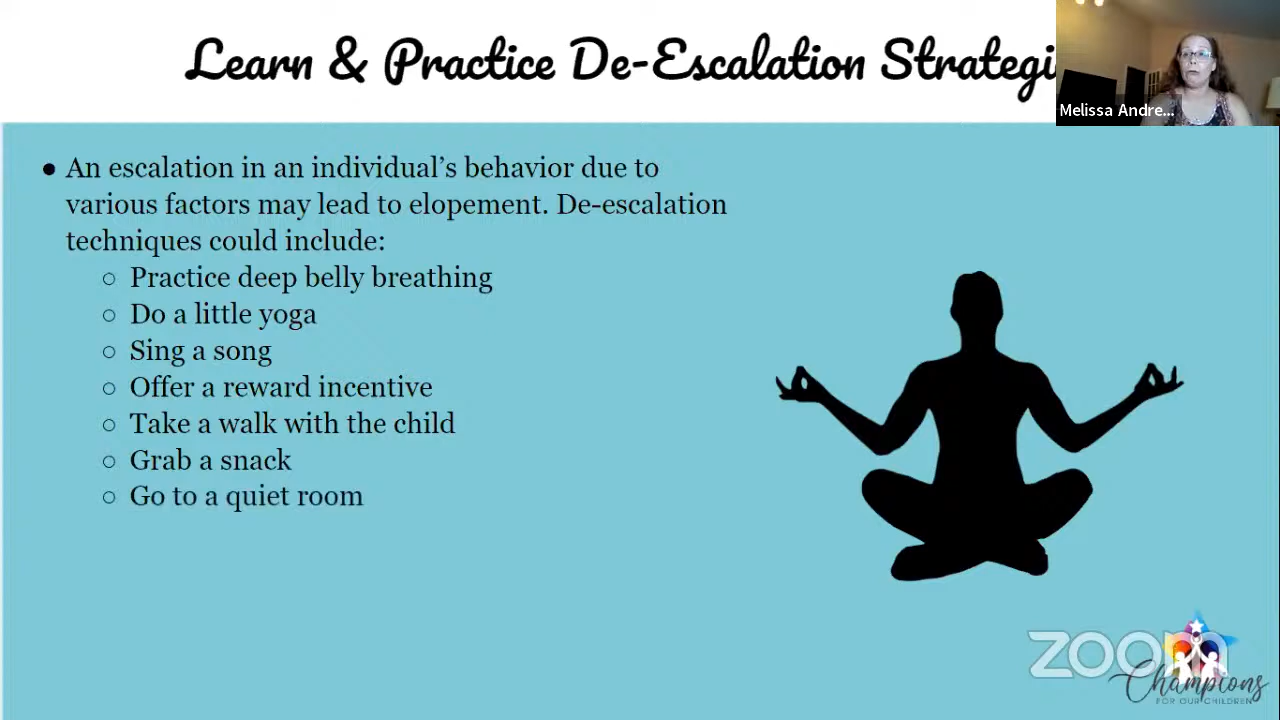 Learn & Practice De-Escalation Strategi
Melissa Andre...
● An escalation in an individual’s behavior due to
various factors may lead to elopement. De-escalation
techniques could include:
○ Practice deep belly breathing
○ Do a little yoga
○ Sing a song
○ Offer a reward incentive
○ Take a walk with the child
○ Grab a snack
○ Go to a quiet room
zoom
Champions
FOR OUR CHILDREN